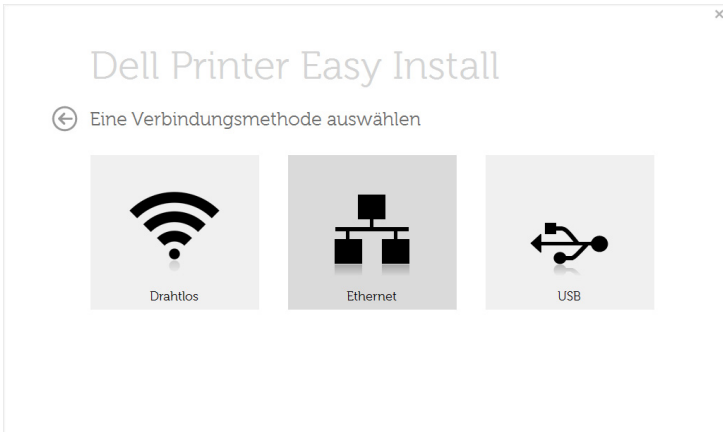 Dell Printer Easy Install
Eine Verbindungsmethode auswählen
Drahtlos
Ethernet
USB